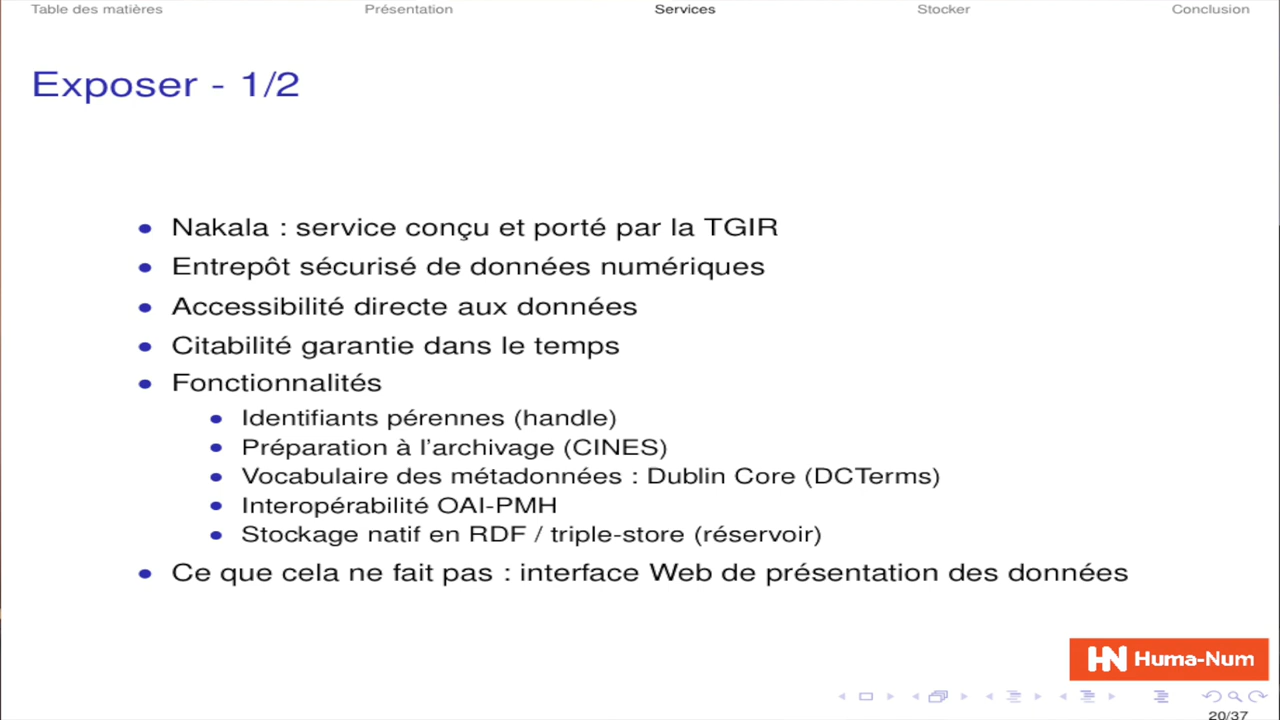 Table des matières Présentation Services Stocker Conclusion
Exposer - 1/2
Nakala : service conçu et porté par la TGIR
Entrepôt sécurisé de données numériques
Accessibilité directe aux données
Citabilité garantie dans le temps
Fonctionnalités
Identifiants pérennes (handle)
Préparation à l'archivage (CINES)
Vocabulaire des métadonnées : Dublin Core (DCTerms)
Interopérabilité OAI-PMH
Stockage natif en RDF / triple-store (réservoir)
Ce que cela ne fait pas : interface Web de présentation des données
HN Huma-Num
20/37